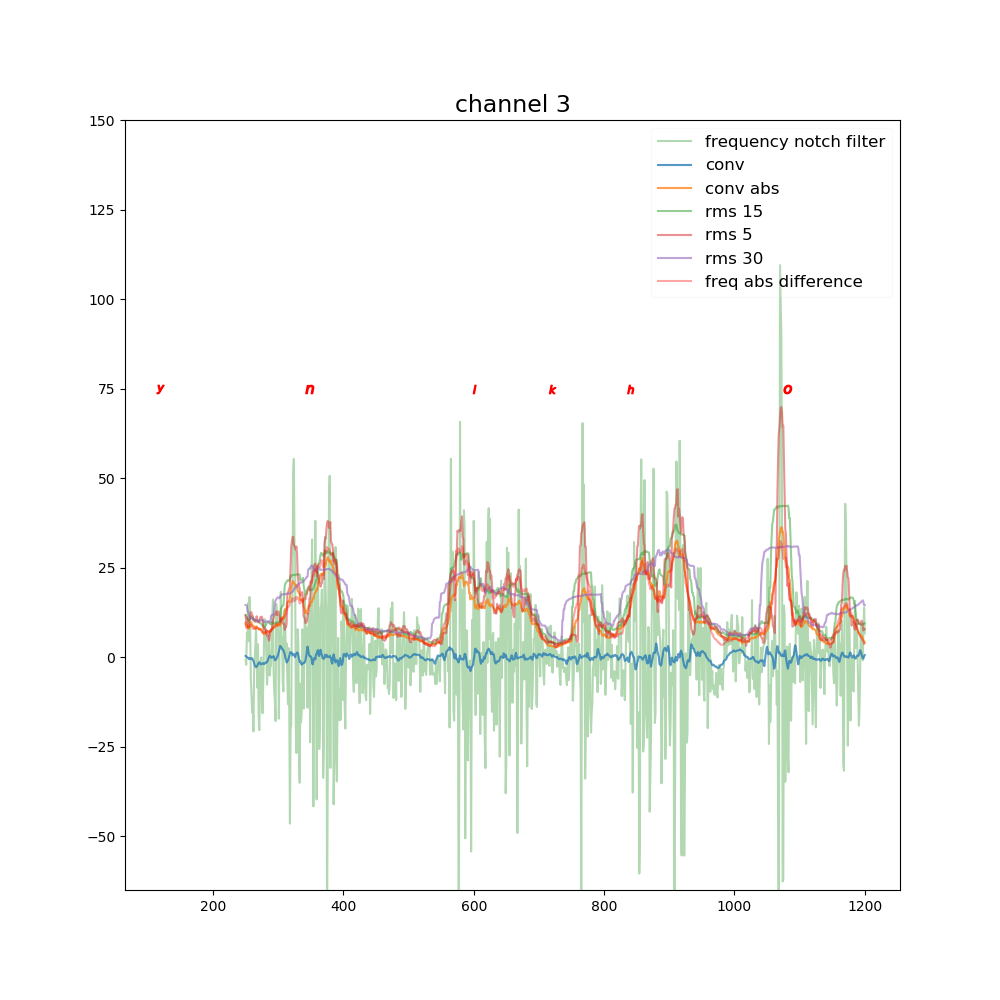 channel 3
150
125
100
75
50
25
0
−25
−50
frequency notch filter
conv
conv abs
rms 15
rms 5
rms 30
freq abs difference
y n l k h o
200 400 600 800 1000 1200